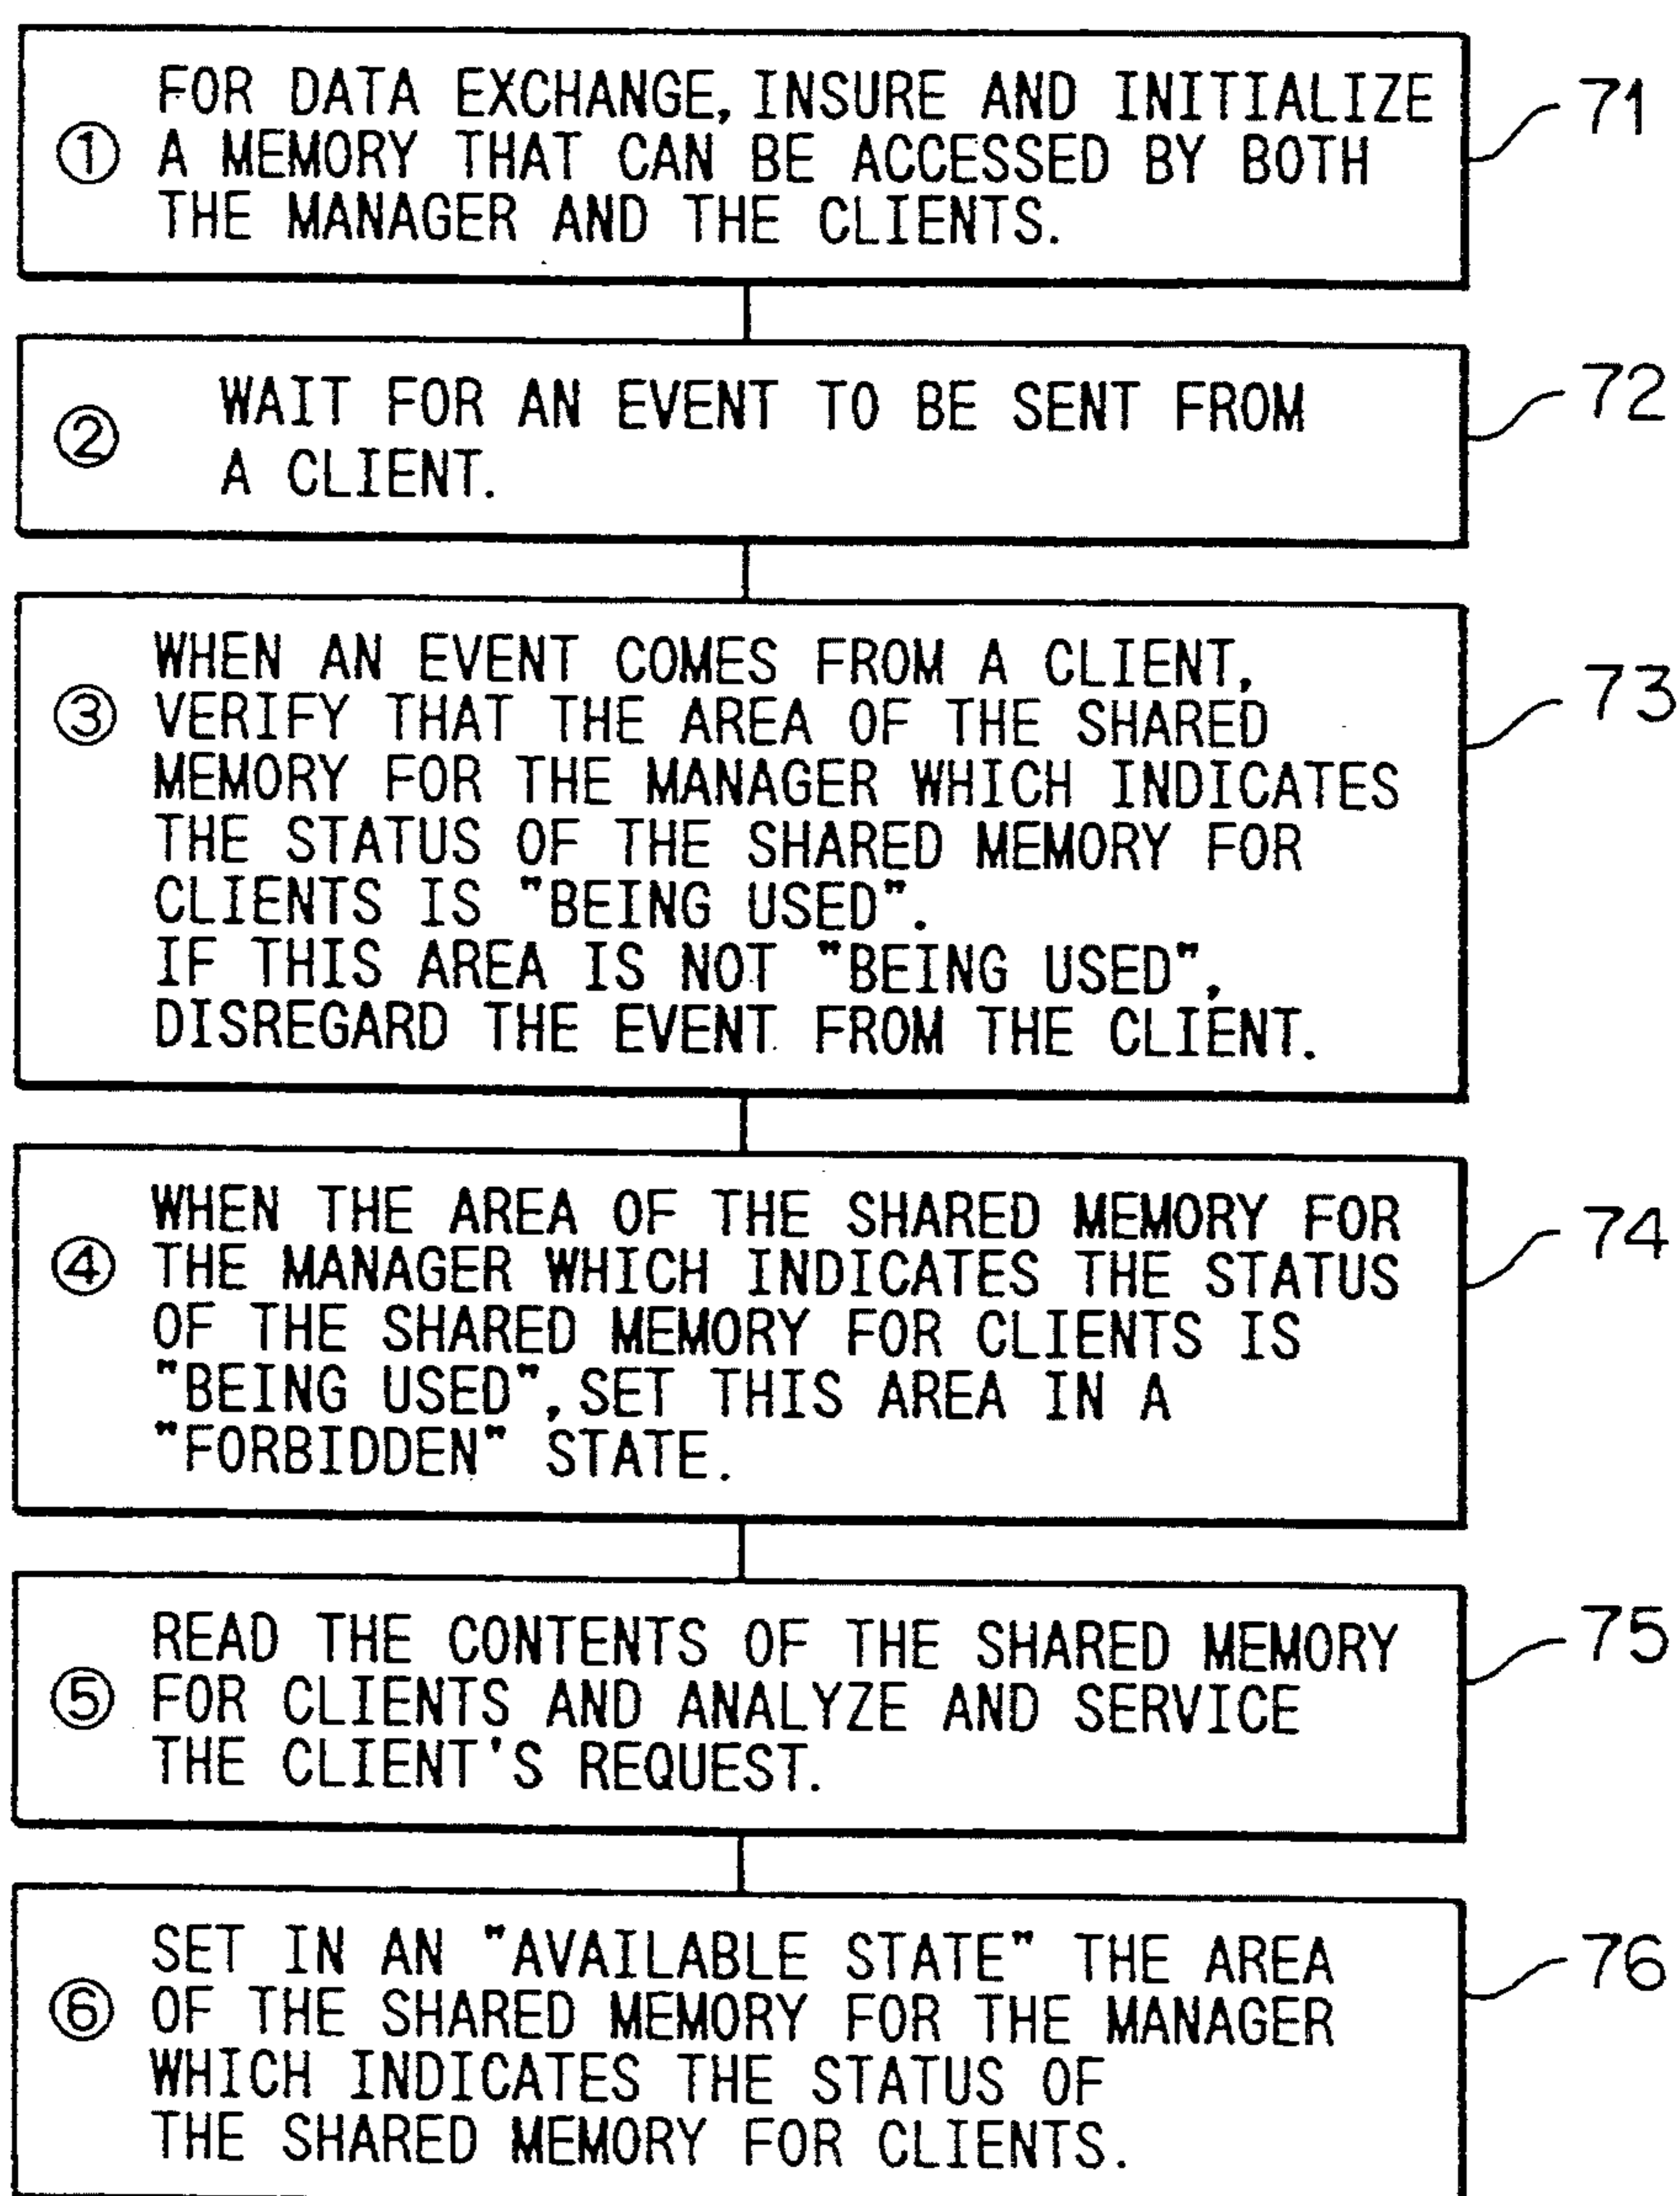 FOR DATA EXCHANGE, INSURE AND INITIALIZE 71
① A MEMORY THAT CAN BE ACCESSED BY BOTH
THE MANAGER AND THE CLIENTS.
WAIT FOR AN EVENT TO BE SENT FROM 72
② A CLIENT.
WHEN AN EVENT COMES FROM A CLIENT,
③ VERIFY THAT THE AREA OF THE SHARED 73
MEMORY FOR THE MANAGER WHICH INDICATES
THE STATUS OF THE SHARED MEMORY FOR
CLIENTS IS "BEING USED".
IF THIS AREA IS NOT "BEING USED",
DISREGARD THE EVENT FROM THE CLIENT.
WHEN THE AREA OF THE SHARED MEMORY FOR 74
④ THE MANAGER WHICH INDICATES THE STATUS
OF THE SHARED MEMORY FOR CLIENTS IS
"BEING USED", SET THIS AREA IN A
"FORBIDDEN" STATE.
READ THE CONTENTS OF THE SHARED MEMORY 75
⑤ FOR CLIENTS AND ANALYZE AND SERVICE
THE CLIENT'S REQUEST.
SET IN AN "AVAILABLE STATE" THE AREA 76
⑥ OF THE SHARED MEMORY FOR THE MANAGER
WHICH INDICATES THE STATUS OF
THE SHARED MEMORY FOR CLIENTS.